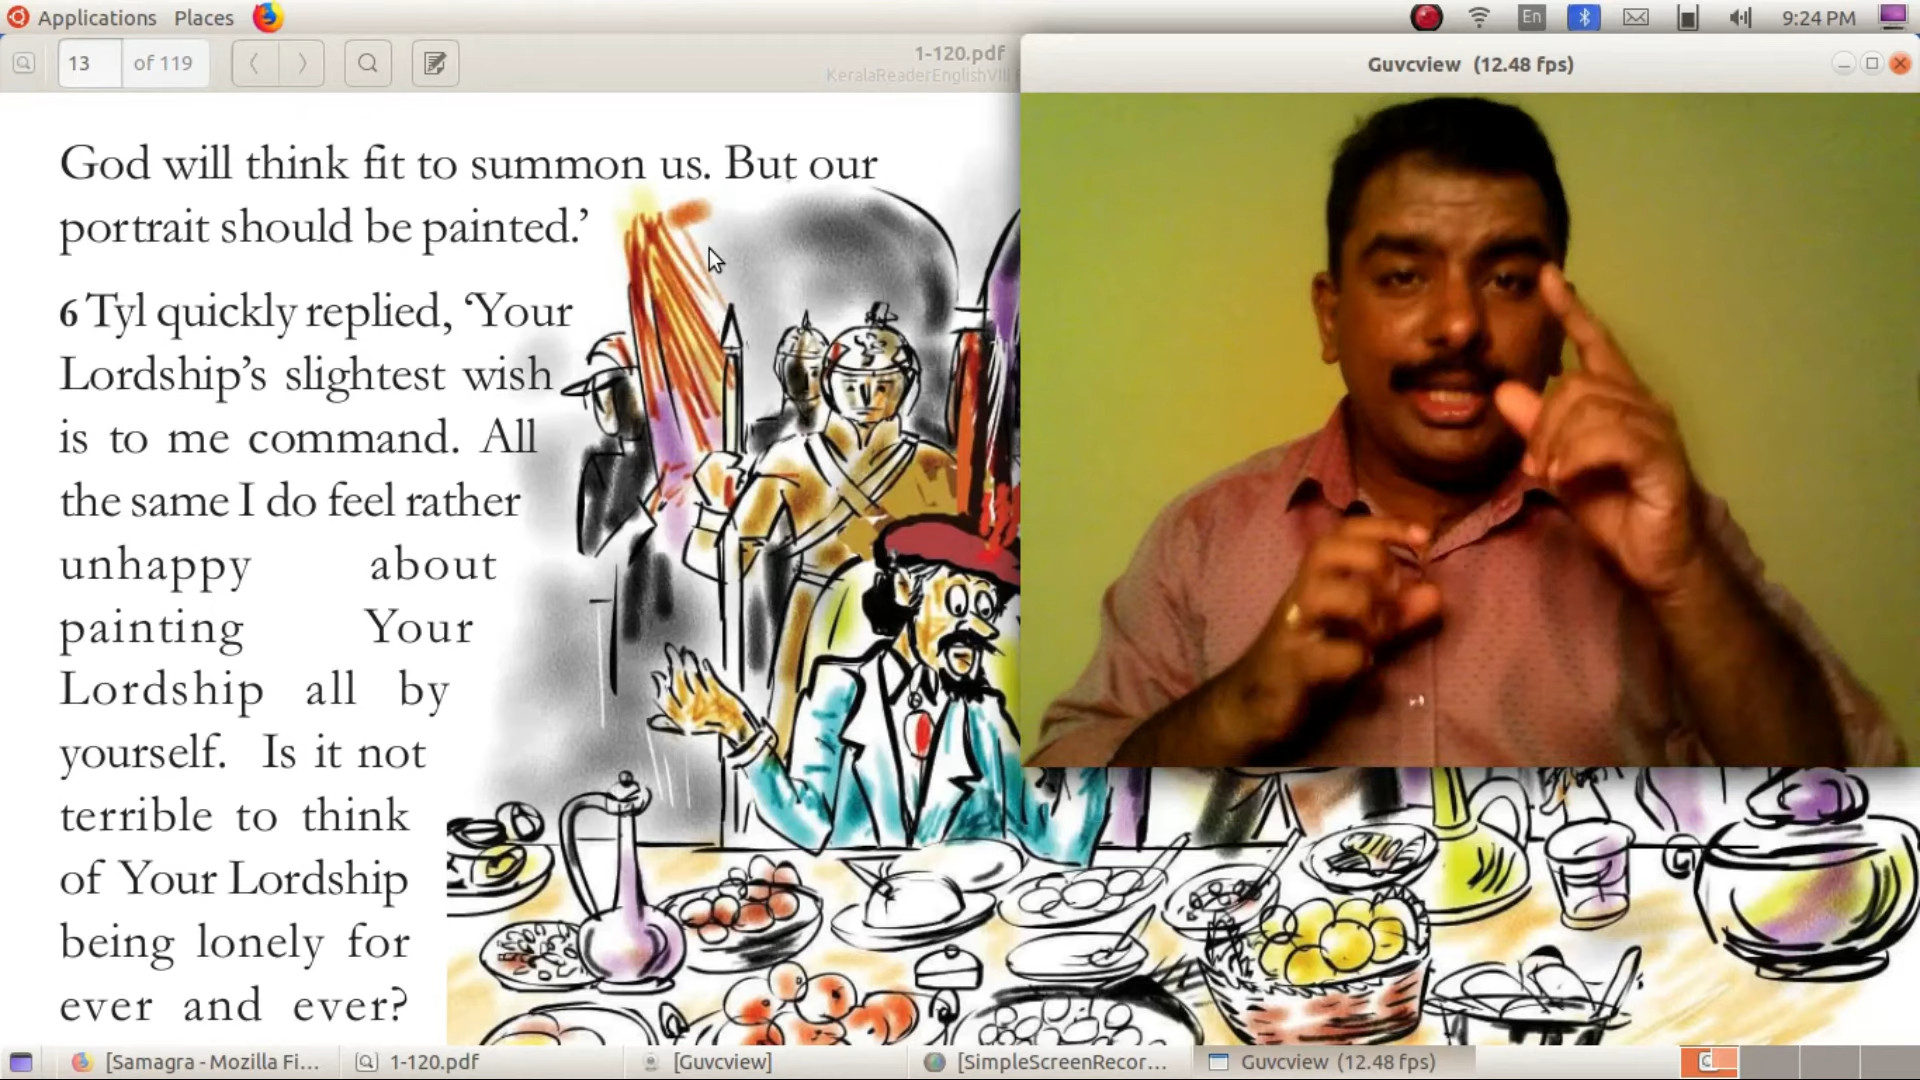 Applications Places En 9:24 PM
13 of 119
1-120.pdf
KeralaReaderEnglishVIII
Guvcview (12.48 fps)
God will think fit to summon us. But our
portrait should be painted.’
6 Tyl quickly replied, ‘Your
Lordship’s slightest wish
is to me command. All
the same I do feel rather
unhappy about
painting Your
Lordship all by
yourself. Is it not
terrible to think
of Your Lordship
being lonely for
ever and ever?
[Samagra - Mozilla Fi... 1-120.pdf [Guvcview] [SimpleScreenRecor... Guvcview (12.48 fps)